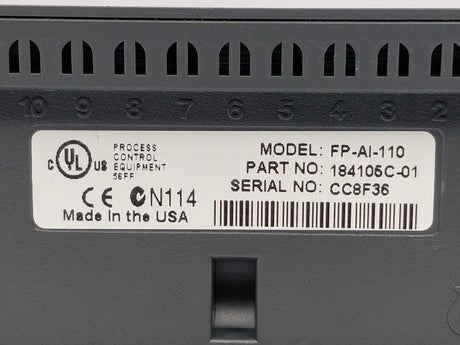 10 9 8 7 6 5 4 3 2
C UL US
PROCESS
CONTROL
EQUIPMENT
56FF
CE N114
Made in the USA
MODEL: FP-AI-110
PART NO: 184105C-01
SERIAL NO: CC8F36